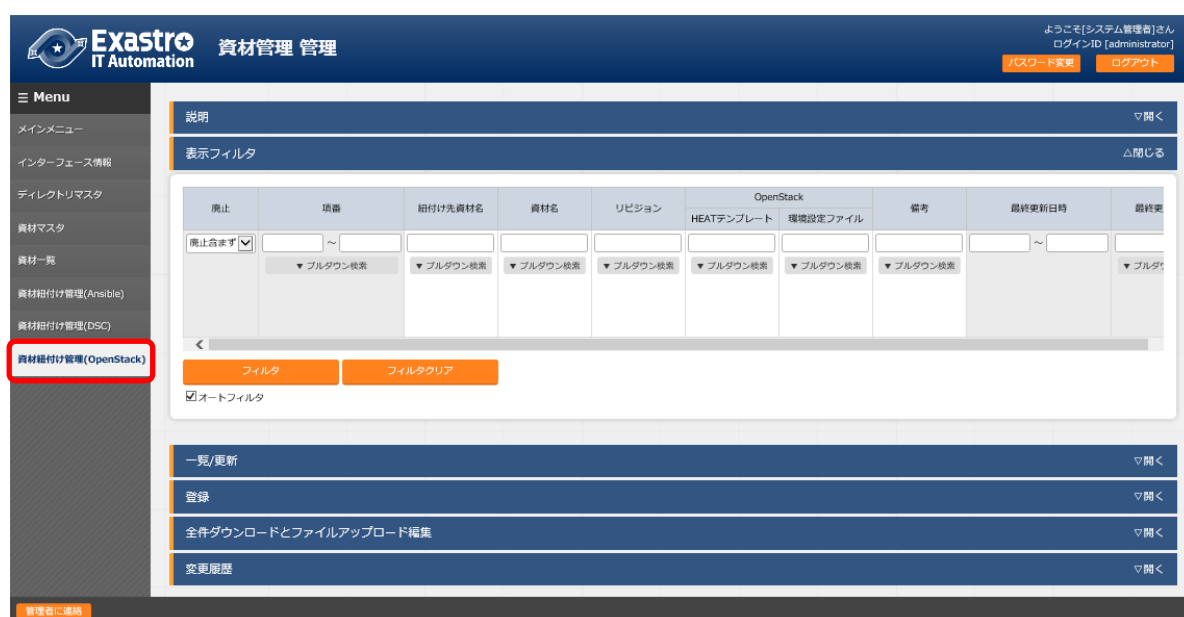 Exastro
IT Automation
資材管理 管理
ようこそ[システム管理者]さん
ログインID [administrator]
パスワード変更 ログアウト
☰ Menu
メインメニュー
インターフェース情報
ディレクトリマスタ
資材マスタ
資材一覧
資材紐付け管理(Ansible)
資材紐付け管理(DSC)
資材紐付け管理(OpenStack)
説明 ▽開く
表示フィルタ △閉じる
廃止 項番 紐付け先資材名 資材名 リビジョン OpenStack 備考 最終更新日時 最終更
HEATテンプレート 環境設定ファイル
廃止含まず ~ ~
▼プルダウン検索 ▼プルダウン検索 ▼プルダウン検索 ▼プルダウン検索 ▼プルダウン検索 ▼プルダウン検索 ▼プルダウン検索 ▼プルダウ
フィルタ フィルタクリア
オートフィルタ
一覧/更新 ▽開く
登録 ▽開く
全件ダウンロードとファイルアップロード編集 ▽開く
変更履歴 ▽開く
管理者に連絡